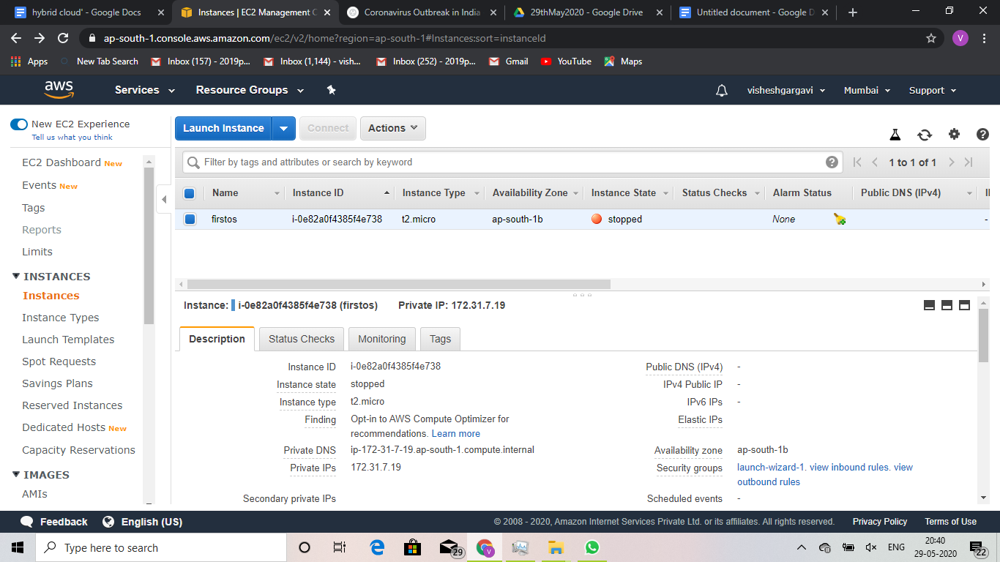 hybrid cloud' - Google Docs
Instances | EC2 Management C
Coronavirus Outbreak in India
29thMay2020 - Google Drive
Untitled document - Google D
ap-south-1.console.aws.amazon.com/ec2/v2/home?region=ap-south-1#Instances:sort=instanceId
V
Apps New Tab Search Inbox (157) - 2019p... Inbox (1,144) - vish... Inbox (252) - 2019p... Gmail YouTube Maps
aws Services Resource Groups visheshgargavi Mumbai Support
New EC2 Experience
Tell us what you think
EC2 Dashboard New
Events New
Tags
Reports
Limits
INSTANCES
Instances
Instance Types
Launch Templates
Spot Requests
Savings Plans
Reserved Instances
Dedicated Hosts New
Capacity Reservations
IMAGES
AMIs
Launch Instance Connect Actions
Filter by tags and attributes or search by keyword
1 to 1 of 1
Name Instance ID Instance Type Availability Zone Instance State Status Checks Alarm Status Public DNS (IPv4)
firstos i-0e82a0f4385f4e738 t2.micro ap-south-1b stopped None -
Instance: i-0e82a0f4385f4e738 (firstos) Private IP: 172.31.7.19
Description Status Checks Monitoring Tags
Instance ID i-0e82a0f4385f4e738 Public DNS (IPv4) -
Instance state stopped IPv4 Public IP -
Instance type t2.micro IPv6 IPs -
Finding Opt-in to AWS Compute Optimizer for Elastic IPs
recommendations. Learn more
Private DNS ip-172-31-7-19.ap-south-1.compute.internal Availability zone ap-south-1b
Private IPs 172.31.7.19 Security groups launch-wizard-1. view inbound rules. view
outbound rules
Secondary private IPs Scheduled events -
Feedback English (US) © 2008 - 2020, Amazon Internet Services Private Ltd. or its affiliates. All rights reserved. Privacy Policy Terms of Use
Type here to search 29 V ENG 20:40
29-05-2020 22